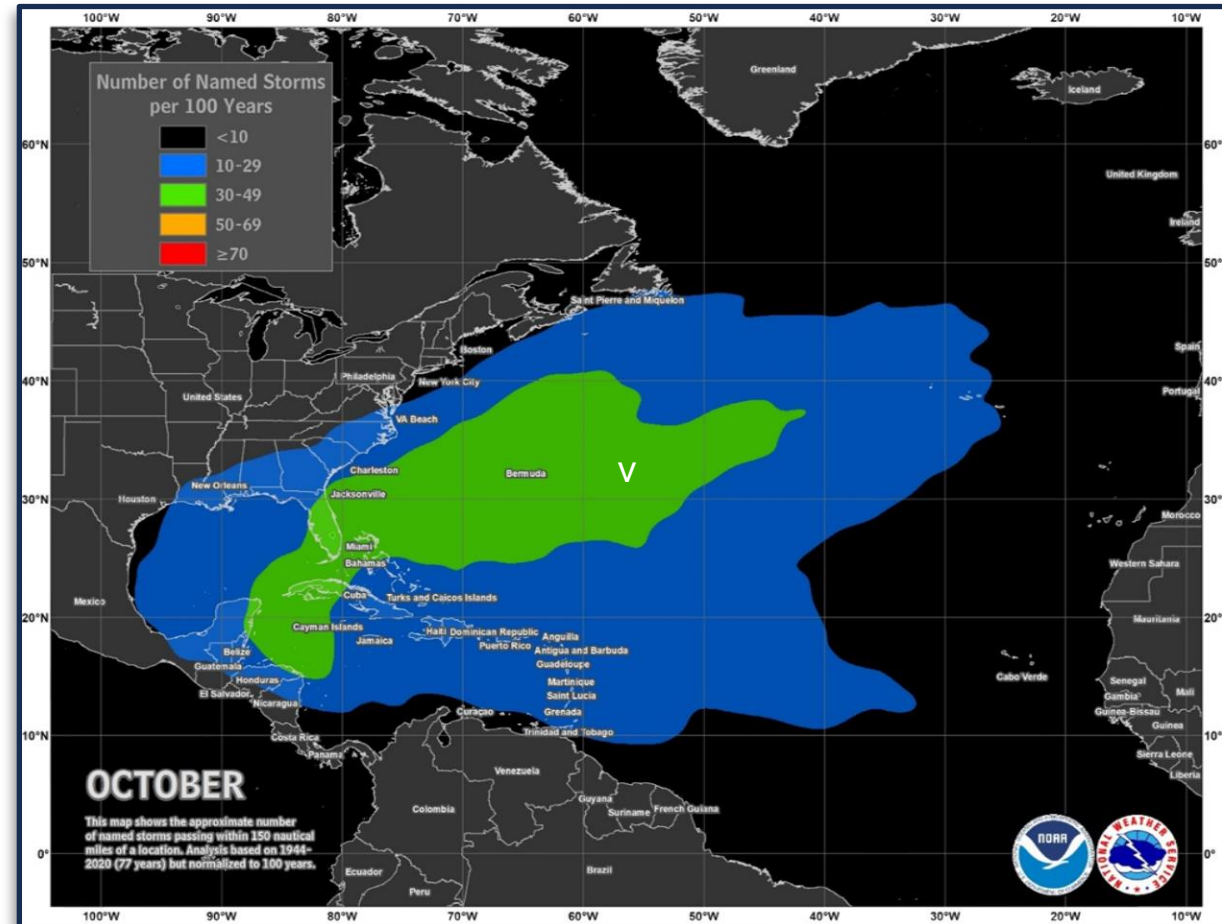 100°W 90°W 80°W 70°W 60°W 50°W 40°W 30°W 20°W 10°W
Number of Named Storms
per 100 Years
<10
10-29
30-49
50-69
≥70
Greenland
Iceland
60°N
60°
United Kingdom
Ireland
50°N
50°
Saint Pierre and Miquelon
Boston
Spain
Philadelphia
New York City
40°N
40°
United States
Portugal
VA Beach
Charleston
Bermuda
V
New Orleans
Jacksonville
Houston
30°N
30°
Morocco
Miami
Bahamas
Western Sahara
Cuba
Turks and Caicos Islands
Mexico
20°N
20°
Mauritania
Cayman Islands
Haiti
Dominican Republic
Anguilla
Jamaica
Puerto Rico
Antigua and Barbuda
Belize
Guatemala
Guadeloupe
Honduras
Martinique
Cabo Verde
Senegal
Mali
El Salvador
Saint Lucia
Gambia
Nicaragua
Curaçao
Grenada
Guinea-Bissau
Costa Rica
Trinidad and Tobago
Guinea
10°N
10°
Panama
Sierra Leone
Venezuela
Liberia
OCTOBER
Colombia
Guyana
Suriname
French Guiana
This map shows the approximate number
of named storms passing within 150 nautical
miles of a location. Analysis based on 1944-
2020 (77 years) but normalized to 100 years.
NOAA
NATIONAL WEATHER SERVICE
0°
0°
Ecuador
Brazil
Peru
100°W 90°W 80°W 70°W 60°W 50°W 40°W 30°W 20°W 10°W